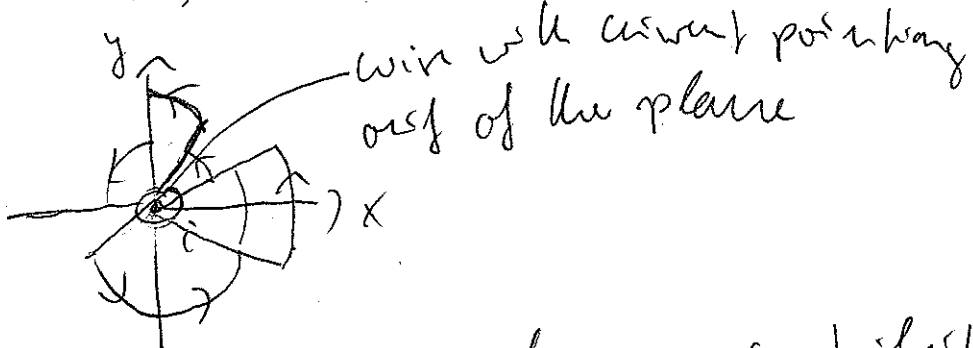 y
wire with current pointing
out of the plane
x
i